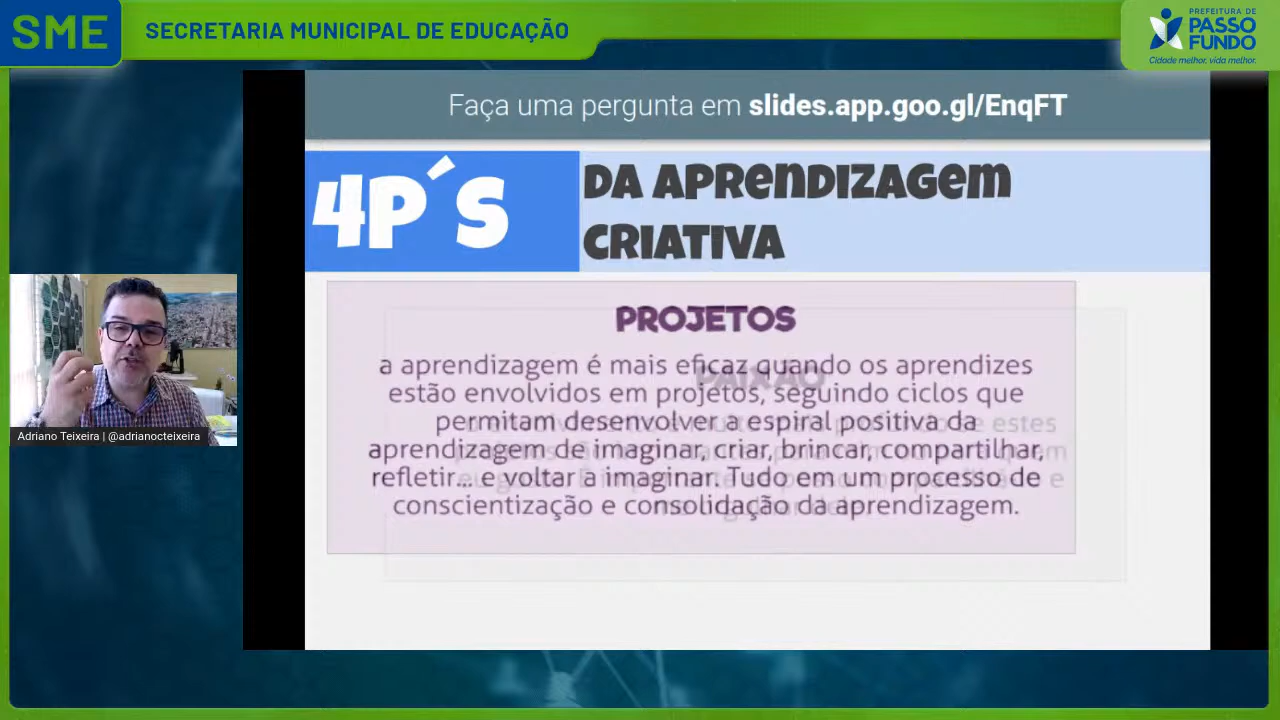 SME
SECRETARIA MUNICIPAL DE EDUCAÇÃO
PREFEITURA DE
PASSO
FUNDO
Cidade melhor, vida melhor.
Faça uma pergunta em slides.app.goo.gl/EnqFT
4P´s
DA APRENDIZAGEM
CRIATIVA
PROJETOS
a aprendizagem é mais eficaz quando os aprendizes
estão envolvidos em projetos, seguindo ciclos que
permitam desenvolver a espiral positiva da
aprendizagem de imaginar, criar, brincar, compartilhar,
refletir... e voltar a imaginar. Tudo em um processo de
conscientização e consolidação da aprendizagem.
PAIXÃO
Adriano Teixeira | @adrianocteixeira